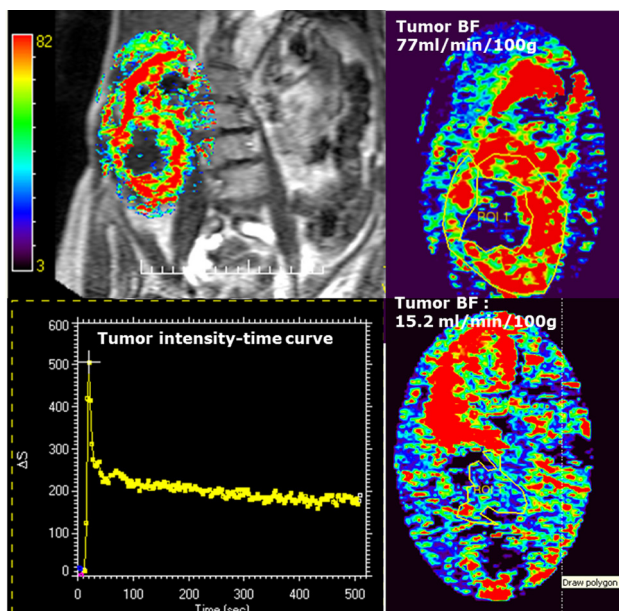 82
3
Tumor BF
77ml/min/100g
ROI 1
Tumor BF :
15.2 ml/min/100g
Draw polygon
Tumor intensity-time curve
600
500
400
300
200
100
0
ΔS
0
100
200
300
400
500
Time (sec)